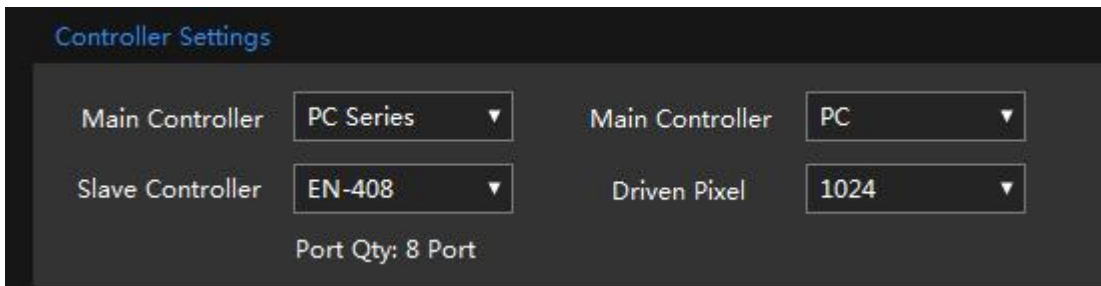 Controller Settings
Main Controller PC Series Main Controller PC
Slave Controller EN-408 Driven Pixel 1024
Port Qty: 8 Port